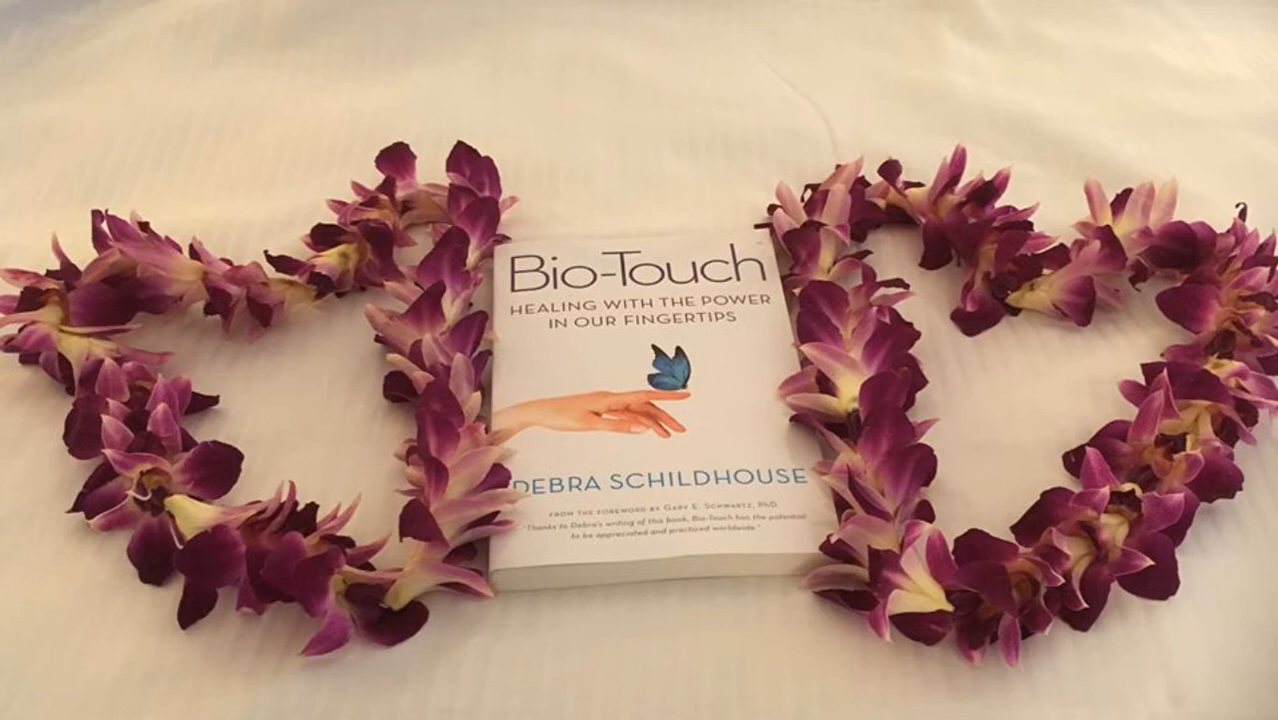 Bio-Touch
HEALING WITH THE POWER
IN OUR FINGERTIPS
DEBRA SCHILDHOUSE
FROM THE FOREWORD BY GARY E. SCHWARTZ, PHD
"Thanks to Debra's writing of this book, Bio-Touch has the potential
to be appreciated and practiced worldwide."